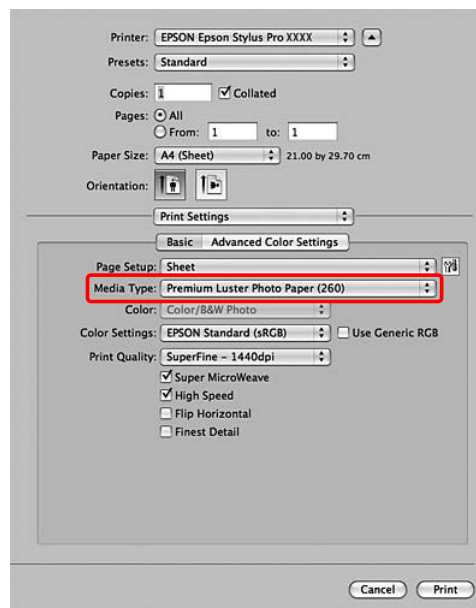 Printer: EPSON Epson Stylus Pro XXXX
Presets: Standard
Copies: 1 Collated
Pages: All
From: 1 to: 1
Paper Size: A4 (Sheet) 21.00 by 29.70 cm
Orientation:
Print Settings
Basic Advanced Color Settings
Page Setup: Sheet
Media Type: Premium Luster Photo Paper (260)
Color: Color/B&W Photo
Color Settings: EPSON Standard (sRGB) Use Generic RGB
Print Quality: SuperFine – 1440dpi
Super MicroWeave
High Speed
Flip Horizontal
Finest Detail
Cancel Print